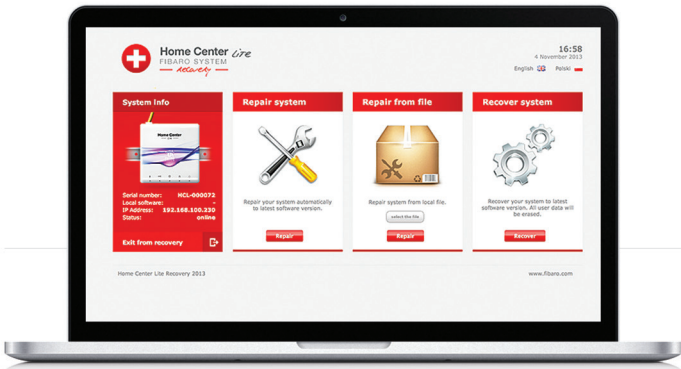 Home Center Lite
FIBARO SYSTEM
recovery
16:58
4 November 2013
English Polski
System Info
Home Center
Serial number: HCL-000072
Local software: -
IP Address: 192.168.100.230
Status: online
Exit from recovery
Repair system
Repair your system automatically
to latest software version.
Repair
Repair from file
Repair system from local file.
select the file
Repair
Recover system
Recover your system to latest
software version. All user data will
be erased.
Recover
Home Center Lite Recovery 2013
www.fibaro.com